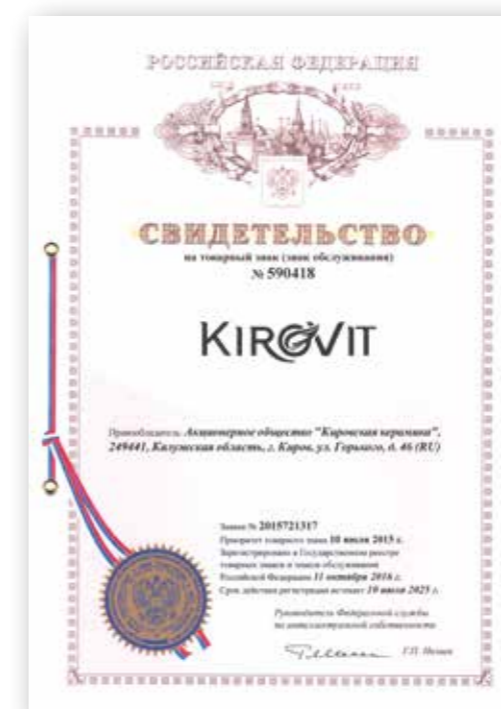 РОССИЙСКАЯ ФЕДЕРАЦИЯ
СВИДЕТЕЛЬСТВО
на товарный знак (знак обслуживания)
№ 590418
KIROVIT
Правообладатель: Акционерное общество "Кировская керамика",
249441, Калужская область, г. Киров, ул. Горького, д. 46 (RU)
Заявка № 2015721317
Приоритет товарного знака 10 июля 2015 г.
Зарегистрировано в Государственном реестре
товарных знаков и знаков обслуживания
Российской Федерации 11 октября 2016 г.
Срок действия регистрации истекает 10 июля 2025 г.
Руководитель Федеральной службы
по интеллектуальной собственности
Г.П. Ивлиев